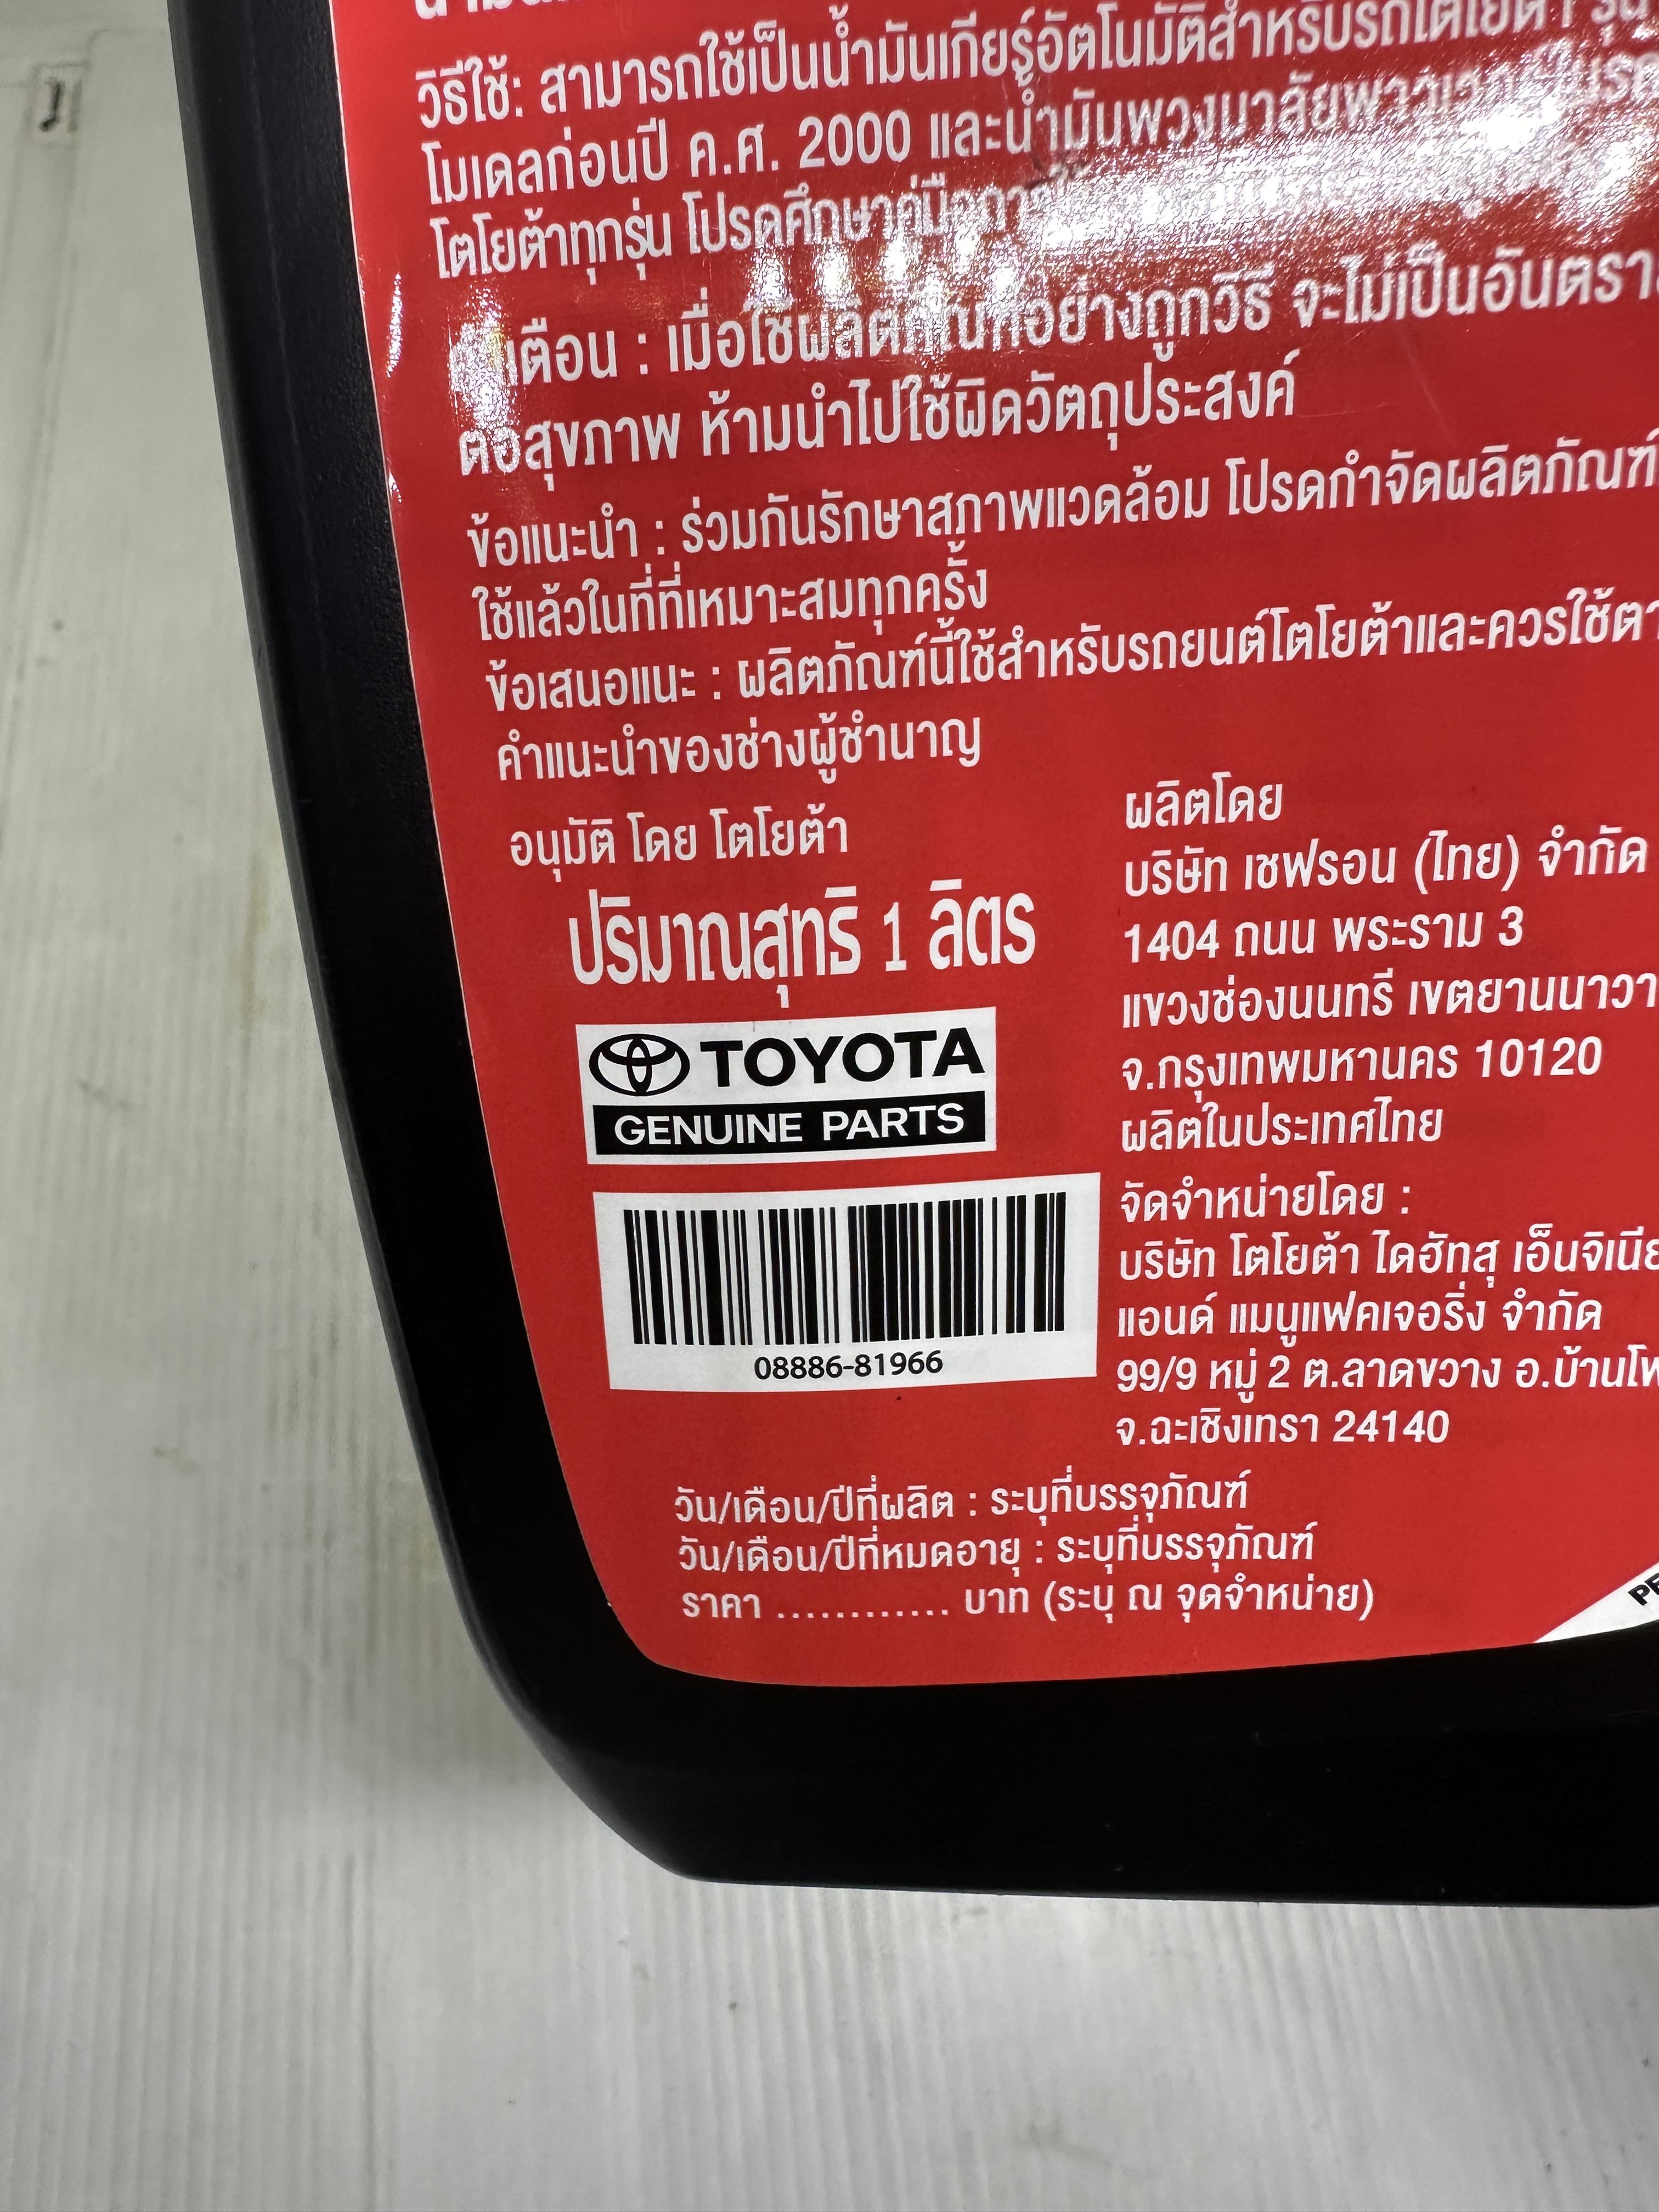 วิธีใช้: สามารถใช้เป็นน้ำมันเกียร์อัตโนมัติสำหรับรถโตโยต้า รุ่น
โมเดลก่อนปี ค.ศ. 2000 และน้ำมันพวงมาลัยพาวเวอร์ในรถ
โตโยต้าทุกรุ่น โปรดศึกษาคู่มือการใช้
คำเตือน : เมื่อใช้ผลิตภัณฑ์อย่างถูกวิธี จะไม่เป็นอันตราย
ต่อสุขภาพ ห้ามนำไปใช้ผิดวัตถุประสงค์
ข้อแนะนำ : ร่วมกันรักษาสภาพแวดล้อม โปรดกำจัดผลิตภัณฑ์
ใช้แล้วในที่ที่เหมาะสมทุกครั้ง
ข้อเสนอแนะ : ผลิตภัณฑ์นี้ใช้สำหรับรถยนต์โตโยต้าและควรใช้ตา
คำแนะนำของช่างผู้ชำนาญ
อนุมัติ โดย โตโยต้า
ปริมาณสุทธิ 1 ลิตร
TOYOTA
GENUINE PARTS
08886-81966
ผลิตโดย
บริษัท เชฟรอน (ไทย) จำกัด
1404 ถนน พระราม 3
แขวงช่องนนทรี เขตยานนาวา
จ.กรุงเทพมหานคร 10120
ผลิตในประเทศไทย
จัดจำหน่ายโดย :
บริษัท โตโยต้า ไดฮัทสุ เอ็นจิเนีย
แอนด์ แมนูแฟคเจอริ่ง จำกัด
99/9 หมู่ 2 ต.ลาดขวาง อ.บ้านโพ
จ.ฉะเชิงเทรา 24140
วัน/เดือน/ปีที่ผลิต : ระบุที่บรรจุภัณฑ์
วัน/เดือน/ปีที่หมดอายุ : ระบุที่บรรจุภัณฑ์
ราคา ............ บาท (ระบุ ณ จุดจำหน่าย)
PE